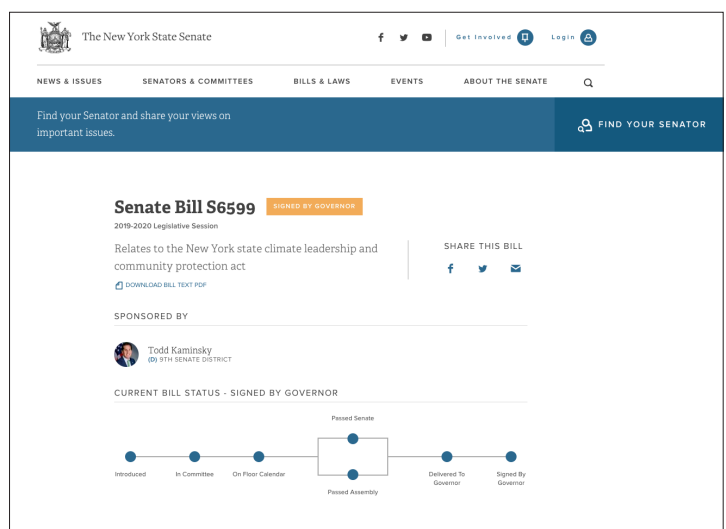 The New York State Senate
Get Involved
Login
NEWS & ISSUES
SENATORS & COMMITTEES
BILLS & LAWS
EVENTS
ABOUT THE SENATE
Find your Senator and share your views on
important issues.
FIND YOUR SENATOR
Senate Bill S6599
SIGNED BY GOVERNOR
2019-2020 Legislative Session
Relates to the New York state climate leadership and
community protection act
DOWNLOAD BILL TEXT PDF
SHARE THIS BILL
SPONSORED BY
Todd Kaminsky
(D) 9TH SENATE DISTRICT
CURRENT BILL STATUS - SIGNED BY GOVERNOR
Passed Senate
Introduced
In Committee
On Floor Calendar
Passed Assembly
Delivered To
Governor
Signed By
Governor